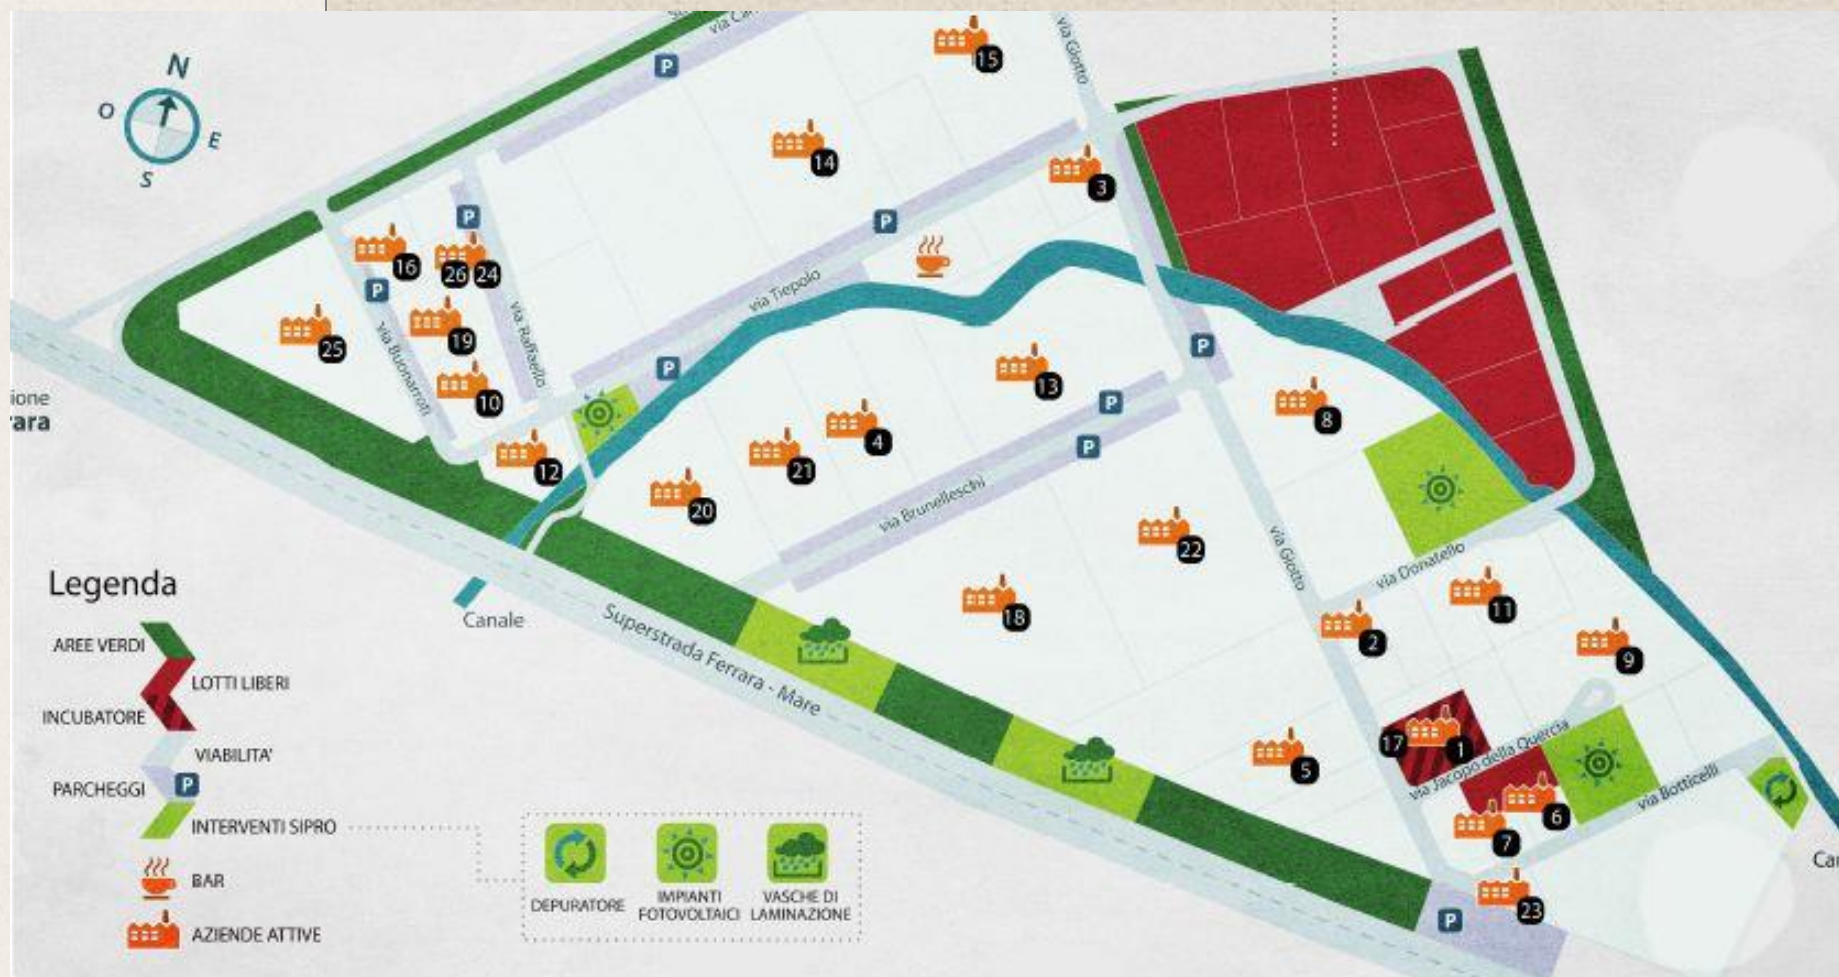 N
O
E
S
P
via Giotto
15
14
3
P
P
16
26
24
P
via Tiepolo
via Raffaello
25
19
via Buonarroti
10
P
13
P
P
8
ione
rara
12
4
21
P
20
via Brunelleschi
22
via Giotto
via Donatello
11
18
2
9
Legenda
Canale
Superstrada Ferrara - Mare
AREE VERDI
LOTTI LIBERI
INCUBATORE
VIABILITA'
PARCHEGGI
P
INTERVENTI SIPRO
BAR
AZIENDE ATTIVE
DEPURATORE
IMPIANTI
FOTOVOLTAICI
VASCHE DI
LAMINAZIONE
17
1
5
via Jacopo della Quercia
via Botticelli
6
7
23
P